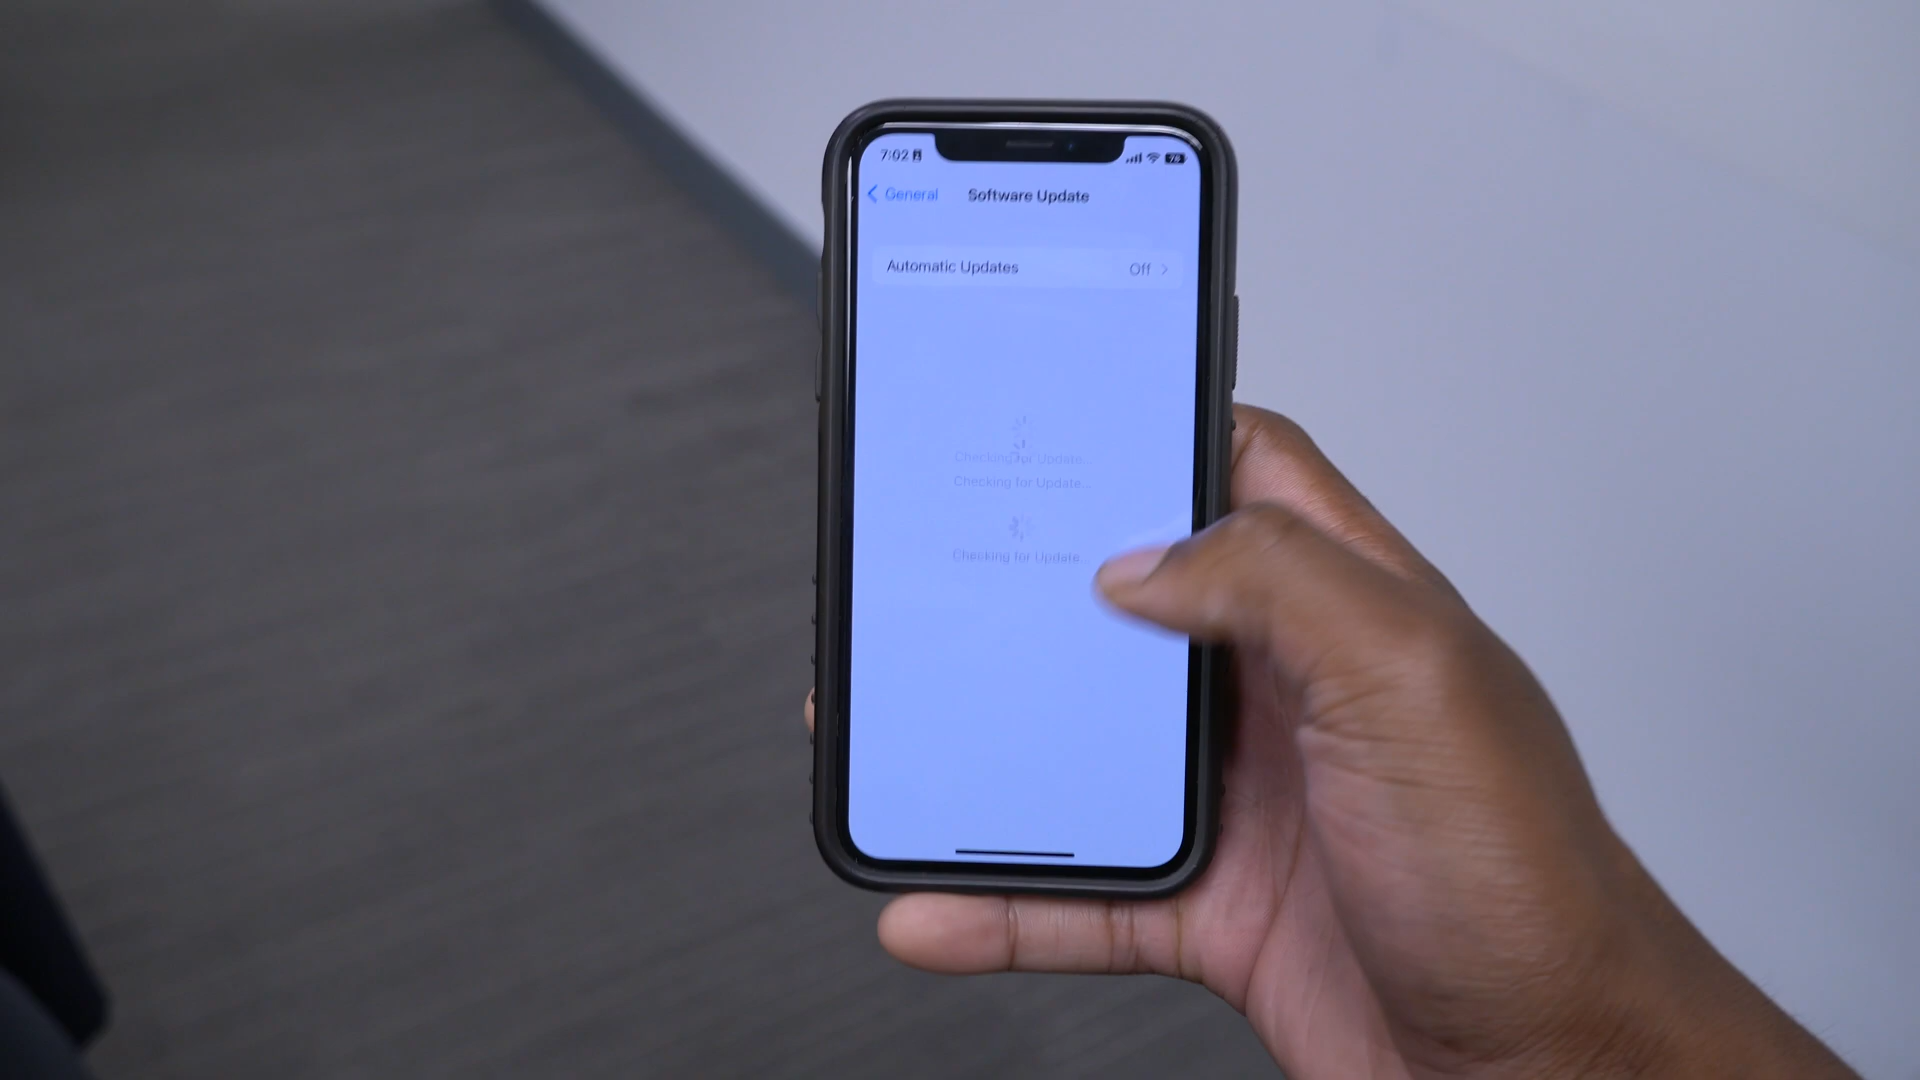 7:02
General
Software Update
Automatic Updates
Off
Checking for Update...
Checking for Update...
Checking for Update...